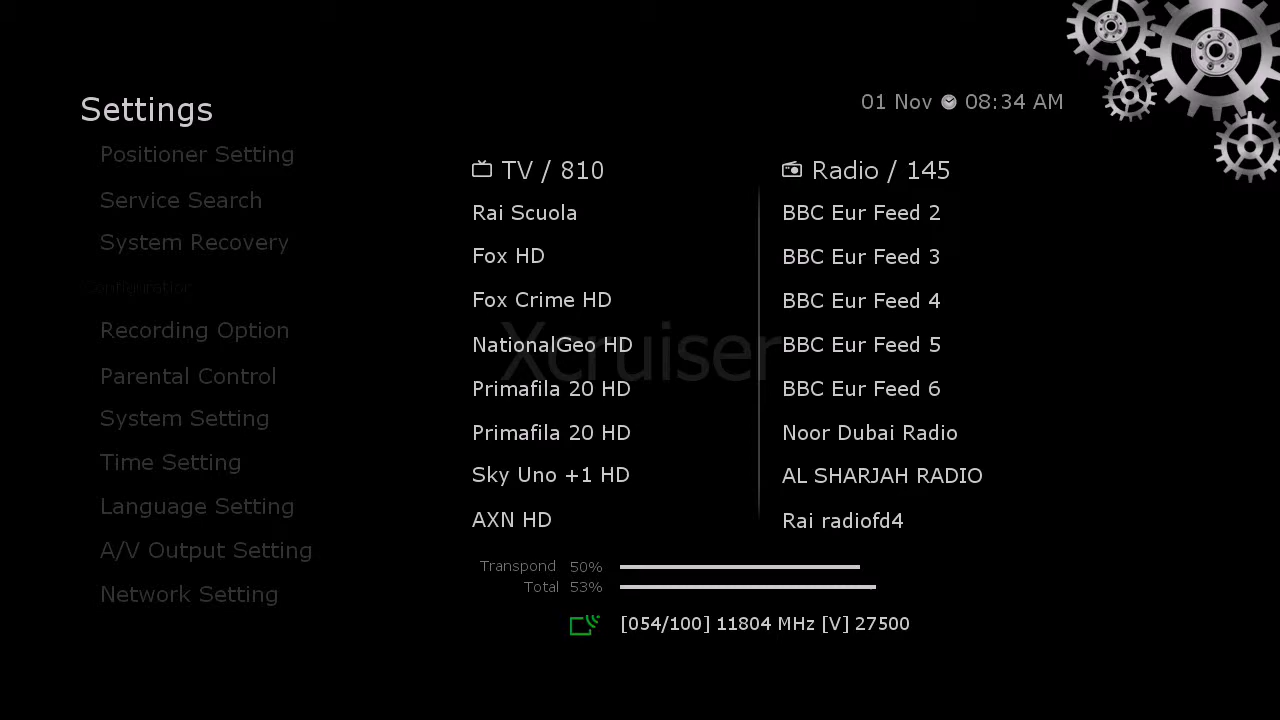 Settings
01 Nov 08:34 AM
Positioner Setting
Service Search
System Recovery
Configuration
Recording Option
Parental Control
System Setting
Time Setting
Language Setting
A/V Output Setting
Network Setting
TV / 810
Rai Scuola
Fox HD
Fox Crime HD
NationalGeo HD
Primafila 20 HD
Primafila 20 HD
Sky Uno +1 HD
AXN HD
Radio / 145
BBC Eur Feed 2
BBC Eur Feed 3
BBC Eur Feed 4
BBC Eur Feed 5
BBC Eur Feed 6
Noor Dubai Radio
AL SHARJAH RADIO
Rai radiofd4
Xcruiser
Transpond 50%
Total 53%
[054/100] 11804 MHz [V] 27500